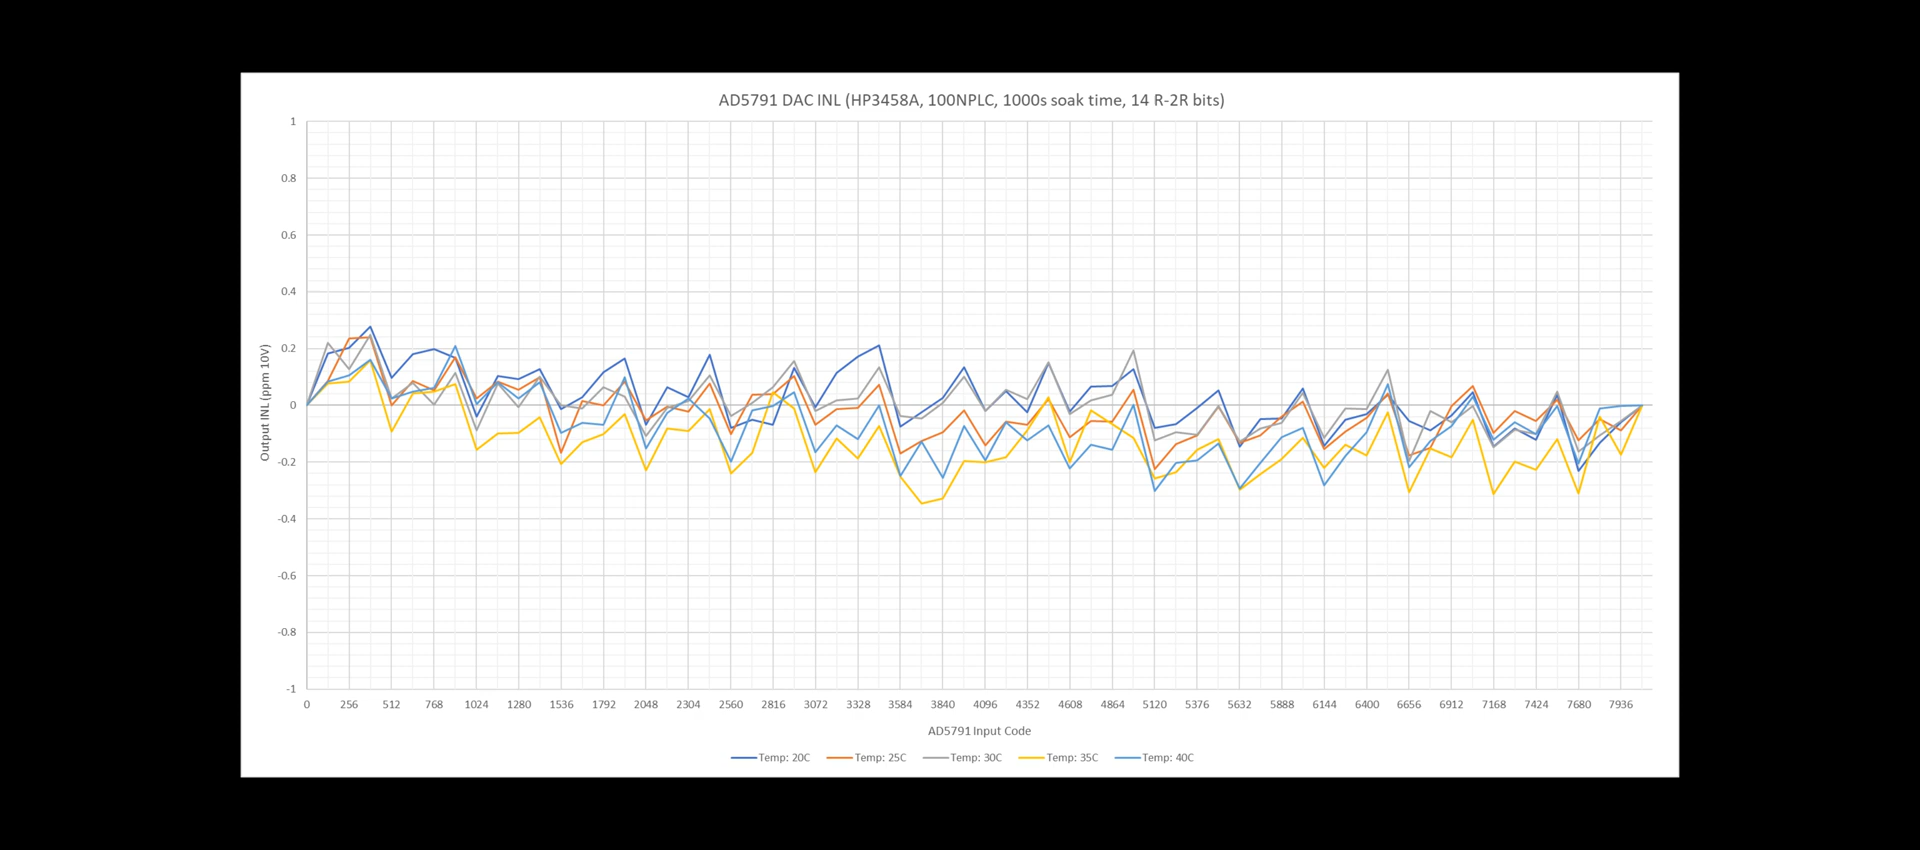 AD5791 DAC INL (HP3458A, 100NPLC, 1000s soak time, 14 R-2R bits)
1
0.8
0.6
0.4
0.2
0
-0.2
-0.4
-0.6
-0.8
-1
Output INL (ppm 10V)
0 256 512 768 1024 1280 1536 1792 2048 2304 2560 2816 3072 3328 3584 3840 4096 4352 4608 4864 5120 5376 5632 5888 6144 6400 6656 6912 7168 7424 7680 7936
AD5791 Input Code
Temp: 20C Temp: 25C Temp: 30C Temp: 35C Temp: 40C